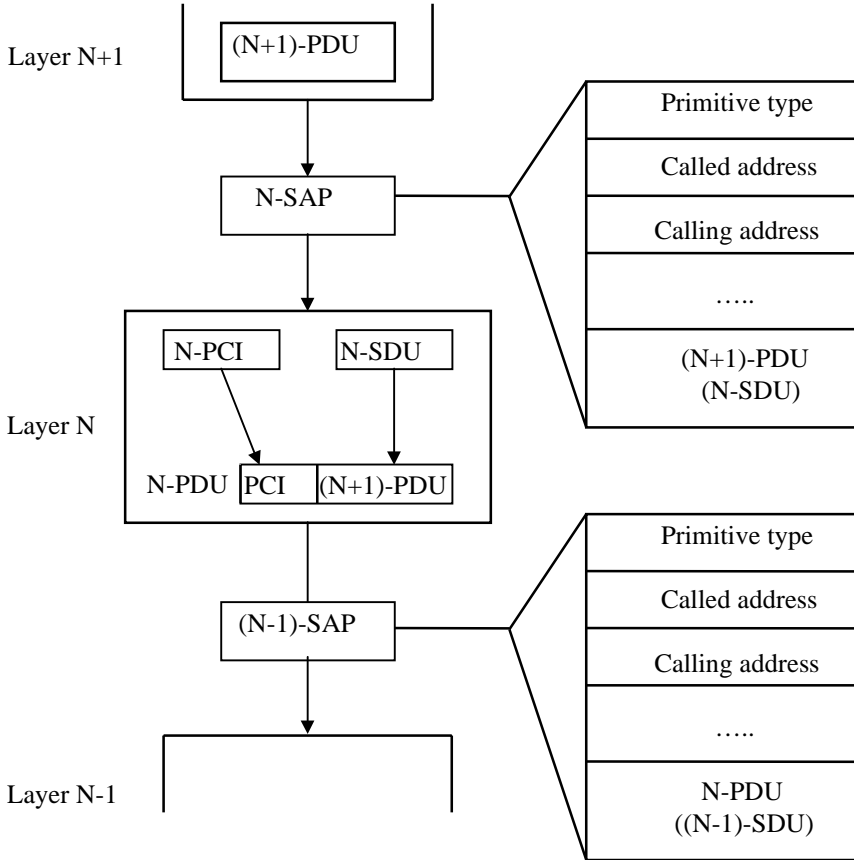 (N+1)-PDU
Layer N+1
Primitive type
Called address
N-SAP
Calling address
…..
N-PCI
N-SDU
(N+1)-PDU
(N-SDU)
Layer N
N-PDU
PCI
(N+1)-PDU
Primitive type
Called address
(N-1)-SAP
Calling address
…..
Layer N-1
N-PDU
((N-1)-SDU)